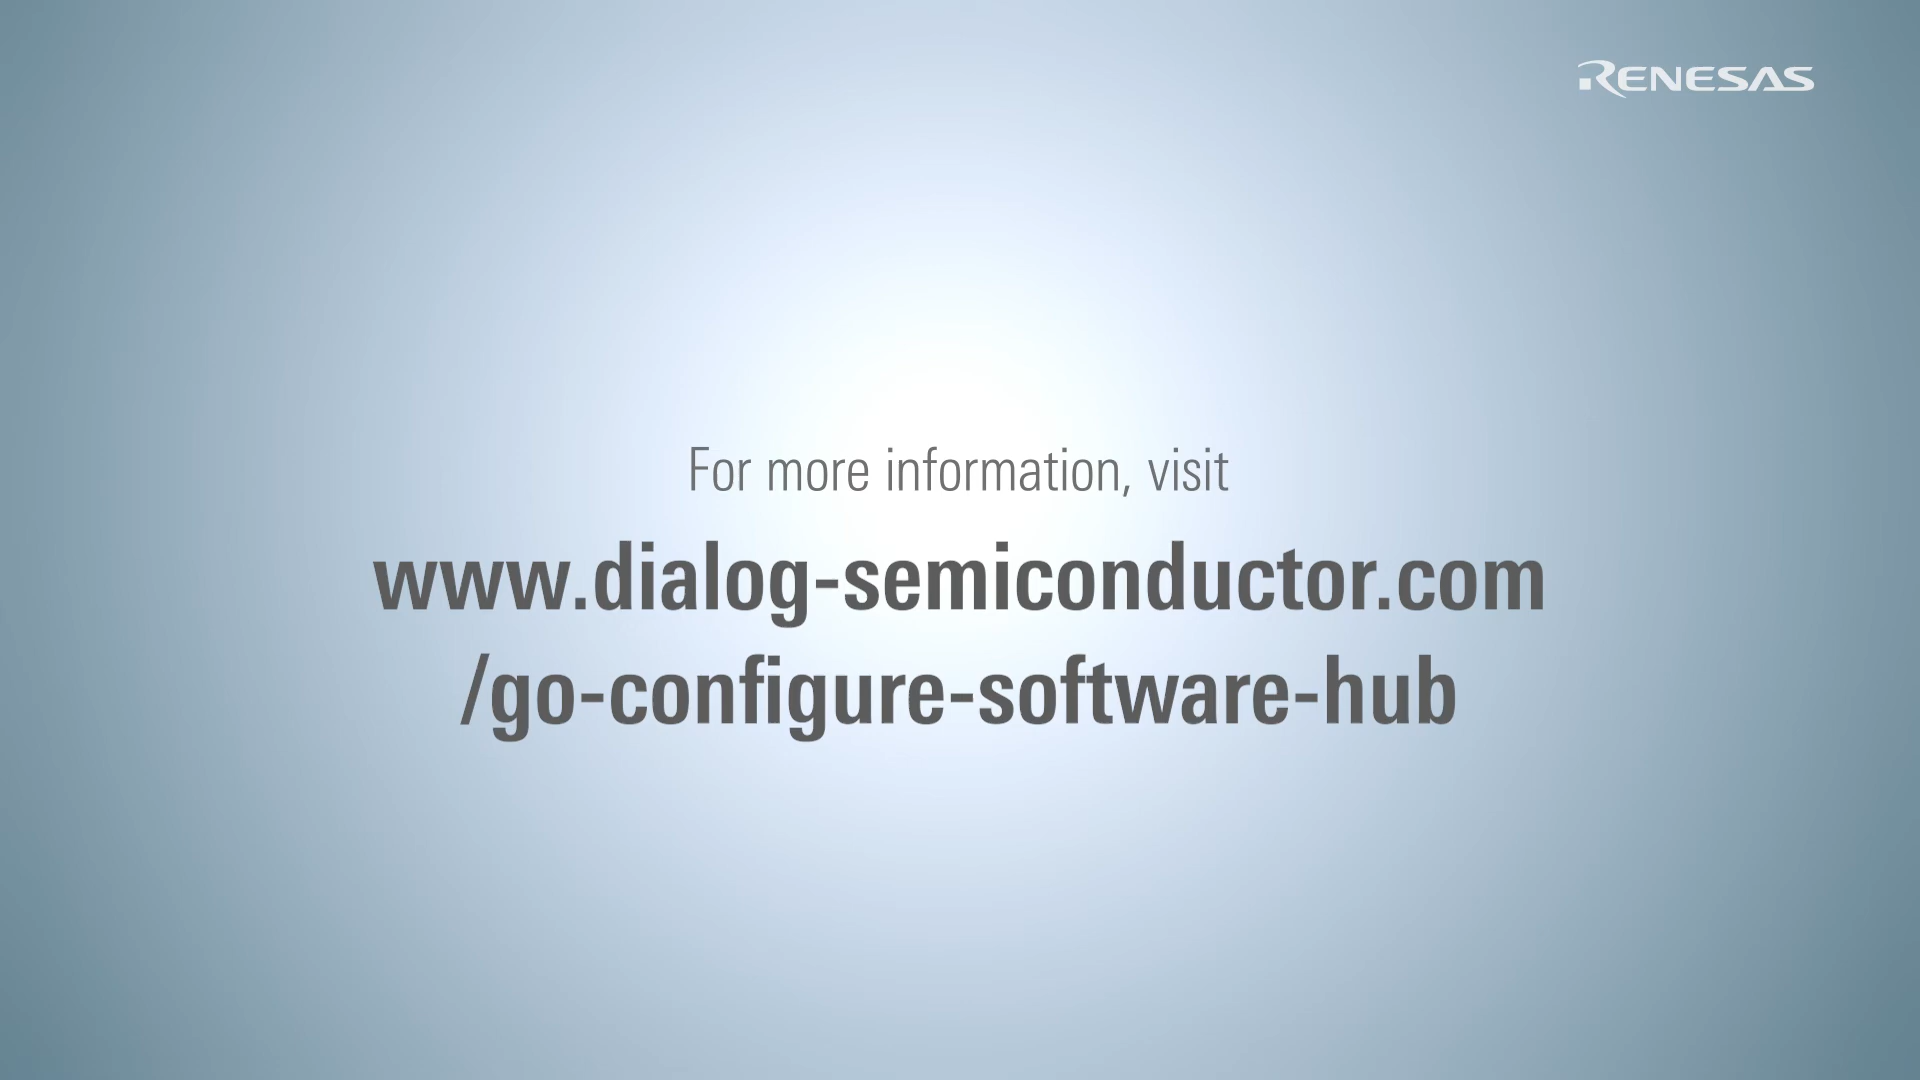 RENESAS
For more information, visit
www.dialog-semiconductor.com
/go-configure-software-hub